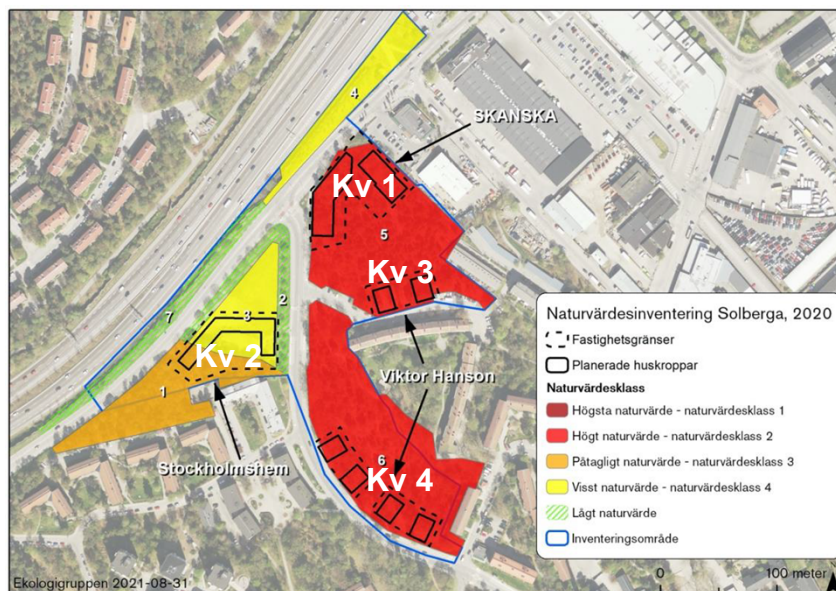 4
SKANSKA
Kv 1
5
Kv 3
2
7
3
Kv 2
Viktor Hanson
1
Stockholmshem
6
Kv 4
Naturvärdesinventering Solberga, 2020
Fastighetsgränser
Planerade huskroppar
Naturvärdesklass
Högsta naturvärde - naturvärdesklass 1
Högt naturvärde - naturvärdesklass 2
Påtagligt naturvärde - naturvärdesklass 3
Visst naturvärde - naturvärdesklass 4
Lågt naturvärde
Inventeringsområde
Ekologigruppen 2021-08-31
0 100 meter